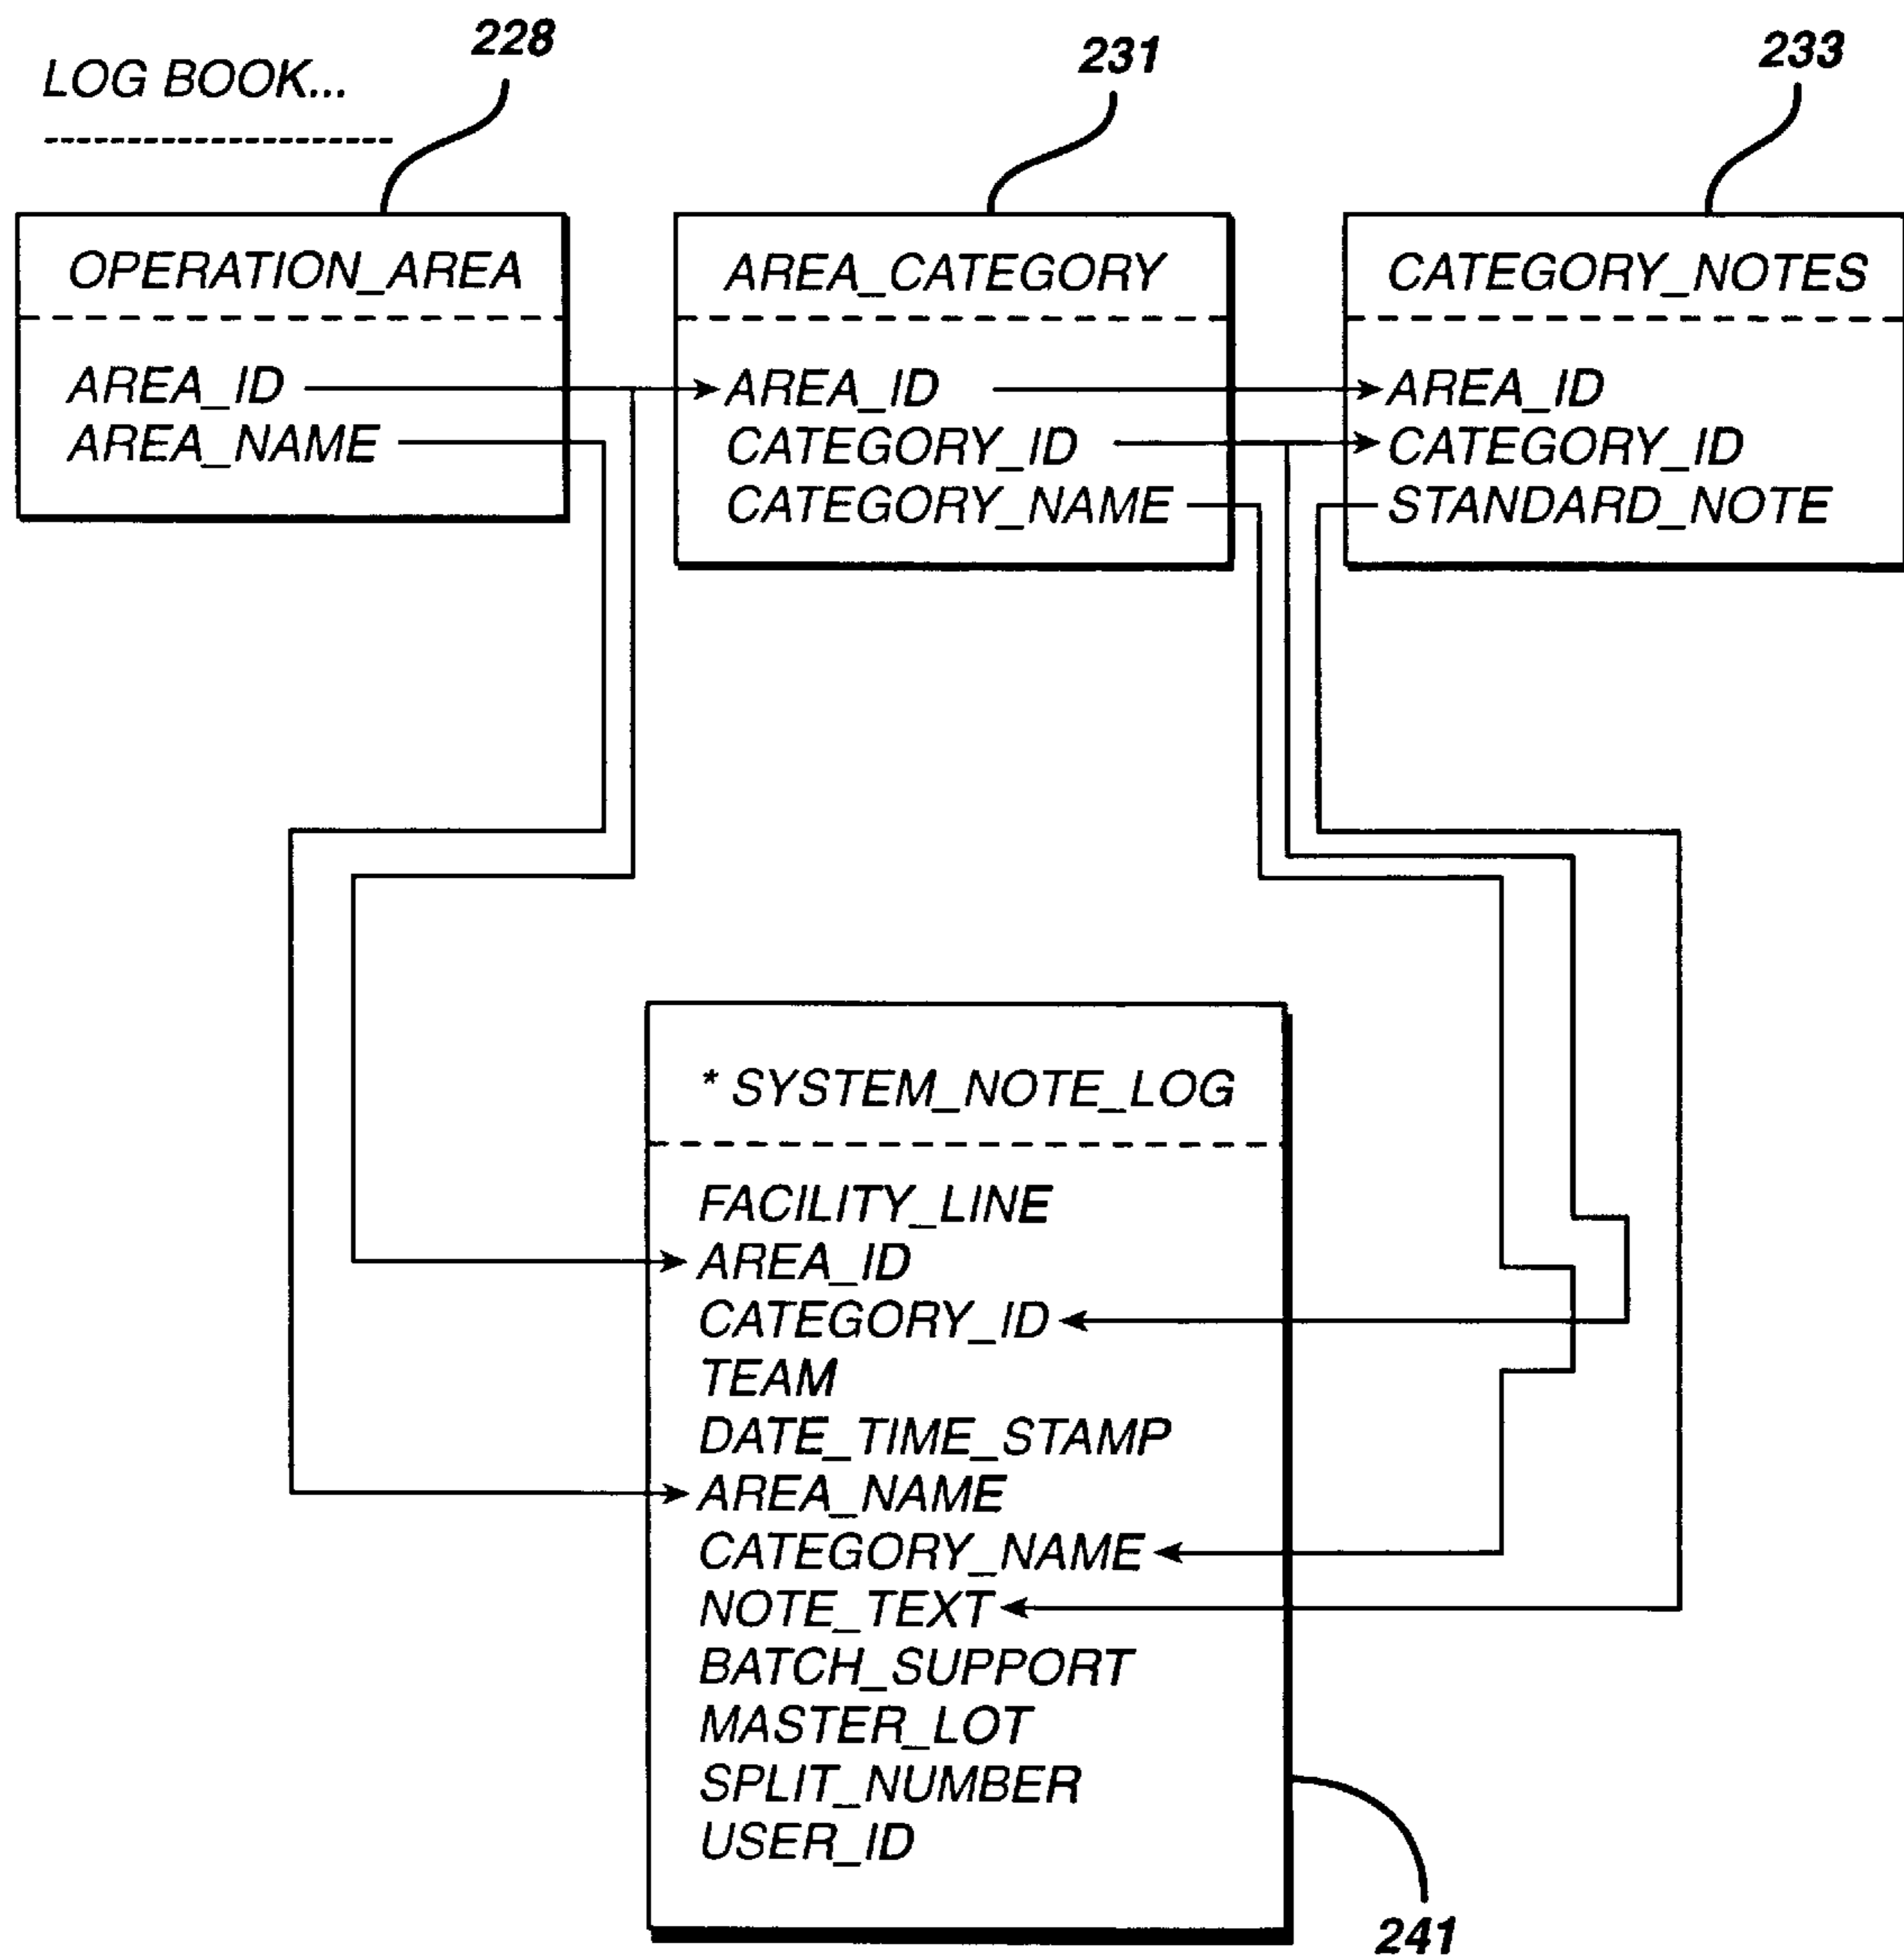 228
231
233
LOG BOOK...
OPERATION_AREA
AREA_ID
AREA_NAME
AREA_CATEGORY
AREA_ID
CATEGORY_ID
CATEGORY_NAME
CATEGORY_NOTES
AREA_ID
CATEGORY_ID
STANDARD_NOTE
* SYSTEM_NOTE_LOG
FACILITY_LINE
AREA_ID
CATEGORY_ID
TEAM
DATE_TIME_STAMP
AREA_NAME
CATEGORY_NAME
NOTE_TEXT
BATCH_SUPPORT
MASTER_LOT
SPLIT_NUMBER
USER_ID
241